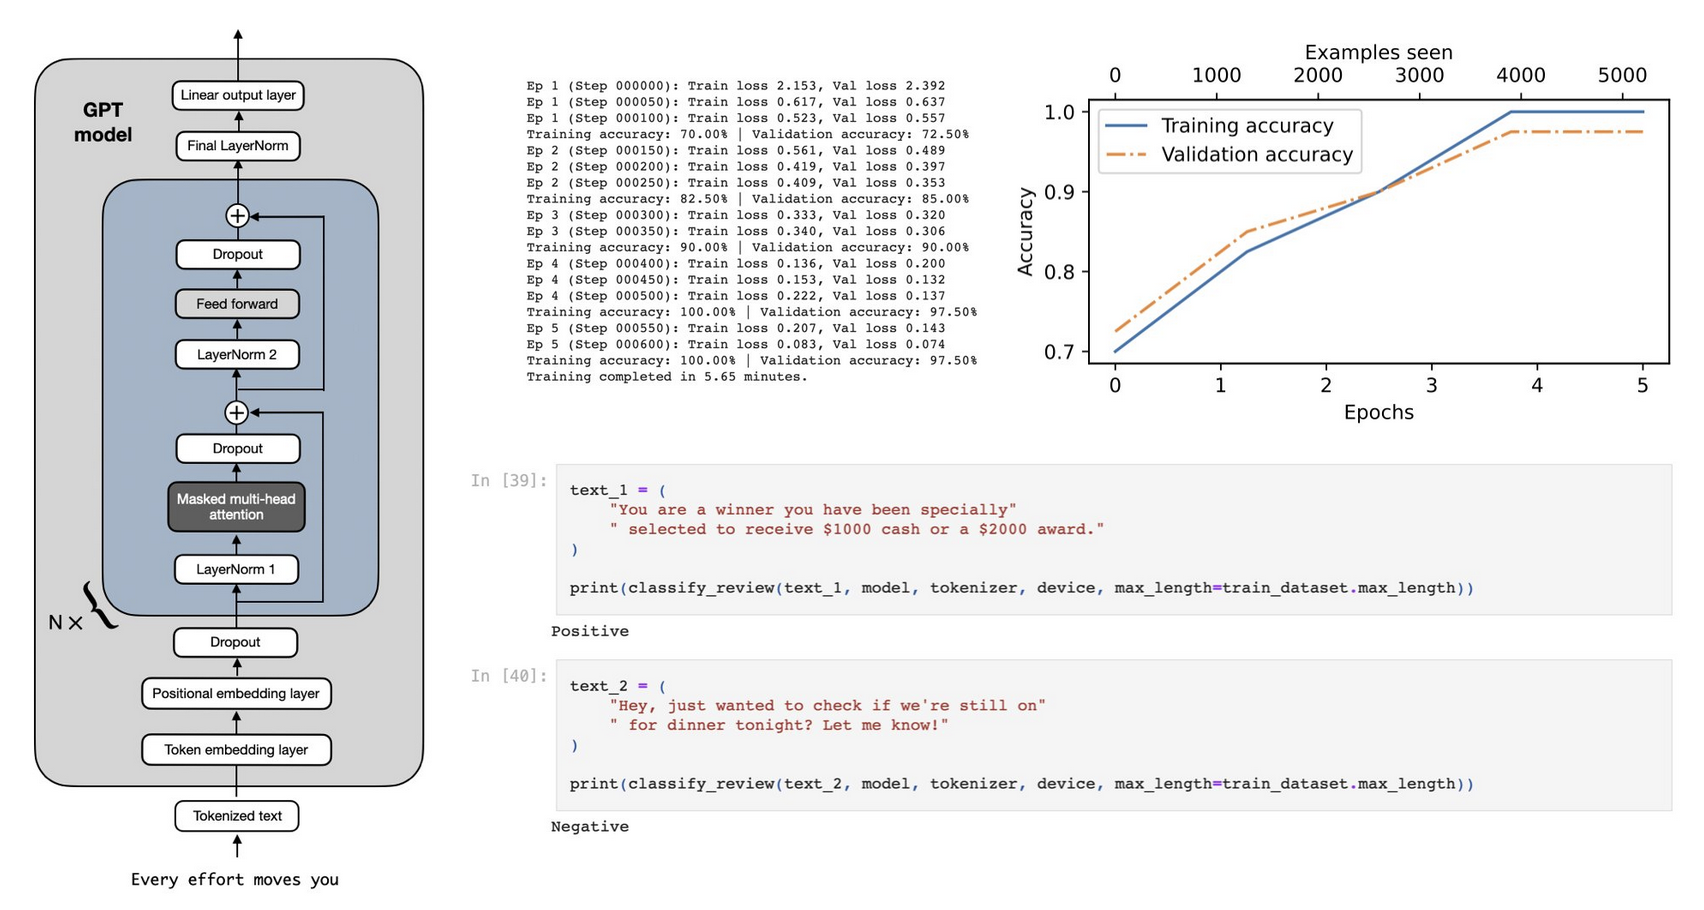 GPT
model
Linear output layer
Final LayerNorm
Dropout
Feed forward
LayerNorm 2
Dropout
Masked multi-head
attention
LayerNorm 1
N×
Dropout
Positional embedding layer
Token embedding layer
Tokenized text
Every effort moves you
Ep 1 (Step 000000): Train loss 2.153, Val loss 2.392
Ep 1 (Step 000050): Train loss 0.617, Val loss 0.637
Ep 1 (Step 000100): Train loss 0.523, Val loss 0.557
Training accuracy: 70.00% | Validation accuracy: 72.50%
Ep 2 (Step 000150): Train loss 0.561, Val loss 0.489
Ep 2 (Step 000200): Train loss 0.419, Val loss 0.397
Ep 2 (Step 000250): Train loss 0.409, Val loss 0.353
Training accuracy: 82.50% | Validation accuracy: 85.00%
Ep 3 (Step 000300): Train loss 0.333, Val loss 0.320
Ep 3 (Step 000350): Train loss 0.340, Val loss 0.306
Training accuracy: 90.00% | Validation accuracy: 90.00%
Ep 4 (Step 000400): Train loss 0.136, Val loss 0.200
Ep 4 (Step 000450): Train loss 0.153, Val loss 0.132
Ep 4 (Step 000500): Train loss 0.222, Val loss 0.137
Training accuracy: 100.00% | Validation accuracy: 97.50%
Ep 5 (Step 000550): Train loss 0.207, Val loss 0.143
Ep 5 (Step 000600): Train loss 0.083, Val loss 0.074
Training accuracy: 100.00% | Validation accuracy: 97.50%
Training completed in 5.65 minutes.
Examples seen
0 1000 2000 3000 4000 5000
1.0
0.9
0.8
0.7
Accuracy
Training accuracy
Validation accuracy
0 1 2 3 4 5
Epochs
In [39]:
text_1 = (
"You are a winner you have been specially"
" selected to receive $1000 cash or a $2000 award."
)
print(classify_review(text_1, model, tokenizer, device, max_length=train_dataset.max_length))
Positive
In [40]:
text_2 = (
"Hey, just wanted to check if we're still on"
" for dinner tonight? Let me know!"
)
print(classify_review(text_2, model, tokenizer, device, max_length=train_dataset.max_length))
Negative